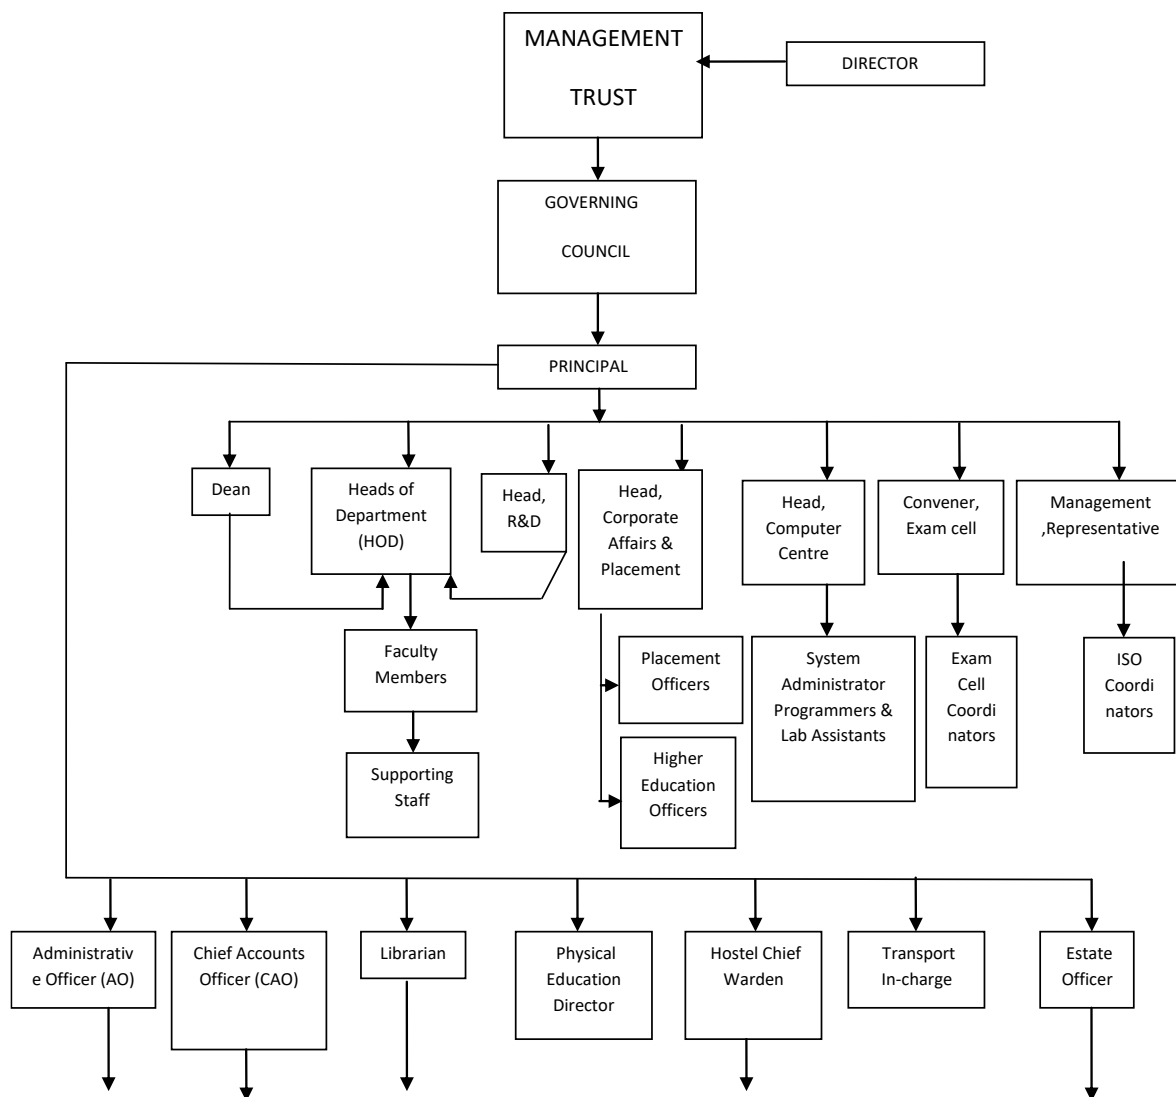 MANAGEMENT
TRUST
DIRECTOR
GOVERNING
COUNCIL
PRINCIPAL
Dean
Heads of
Department
(HOD)
Head,
R&D
Head,
Corporate
Affairs &
Placement
Head,
Computer
Centre
Convener,
Exam cell
Management
,Representative
Faculty
Members
Placement
Officers
System
Administrator
Programmers &
Lab Assistants
Exam
Cell
Coordi
nators
ISO
Coordi
nators
Supporting
Staff
Higher
Education
Officers
Administrativ
e Officer (AO)
Chief Accounts
Officer (CAO)
Librarian
Physical
Education
Director
Hostel Chief
Warden
Transport
In-charge
Estate
Officer